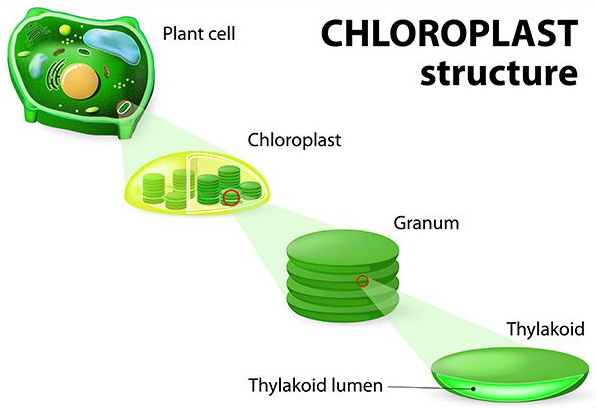 CHLOROPLAST
structure
Plant cell
Chloroplast
Granum
Thylakoid
Thylakoid lumen